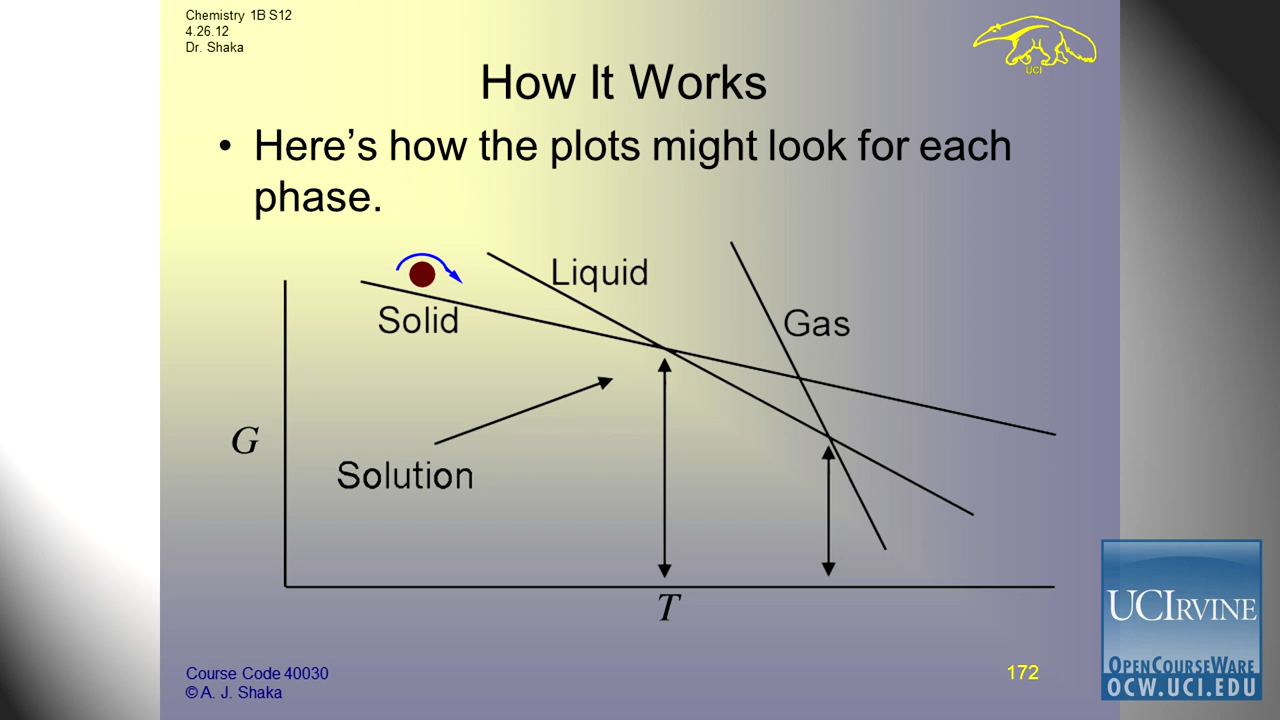 Chemistry 1B S12
4.26.12
Dr. Shaka
UCI
How It Works
• Here’s how the plots might look for each
phase.
Liquid
Solid
Gas
G
Solution
T
Course Code 40030
© A. J. Shaka
172
UCIRVINE
OPENCOURSEWARE
OCW.UCI.EDU